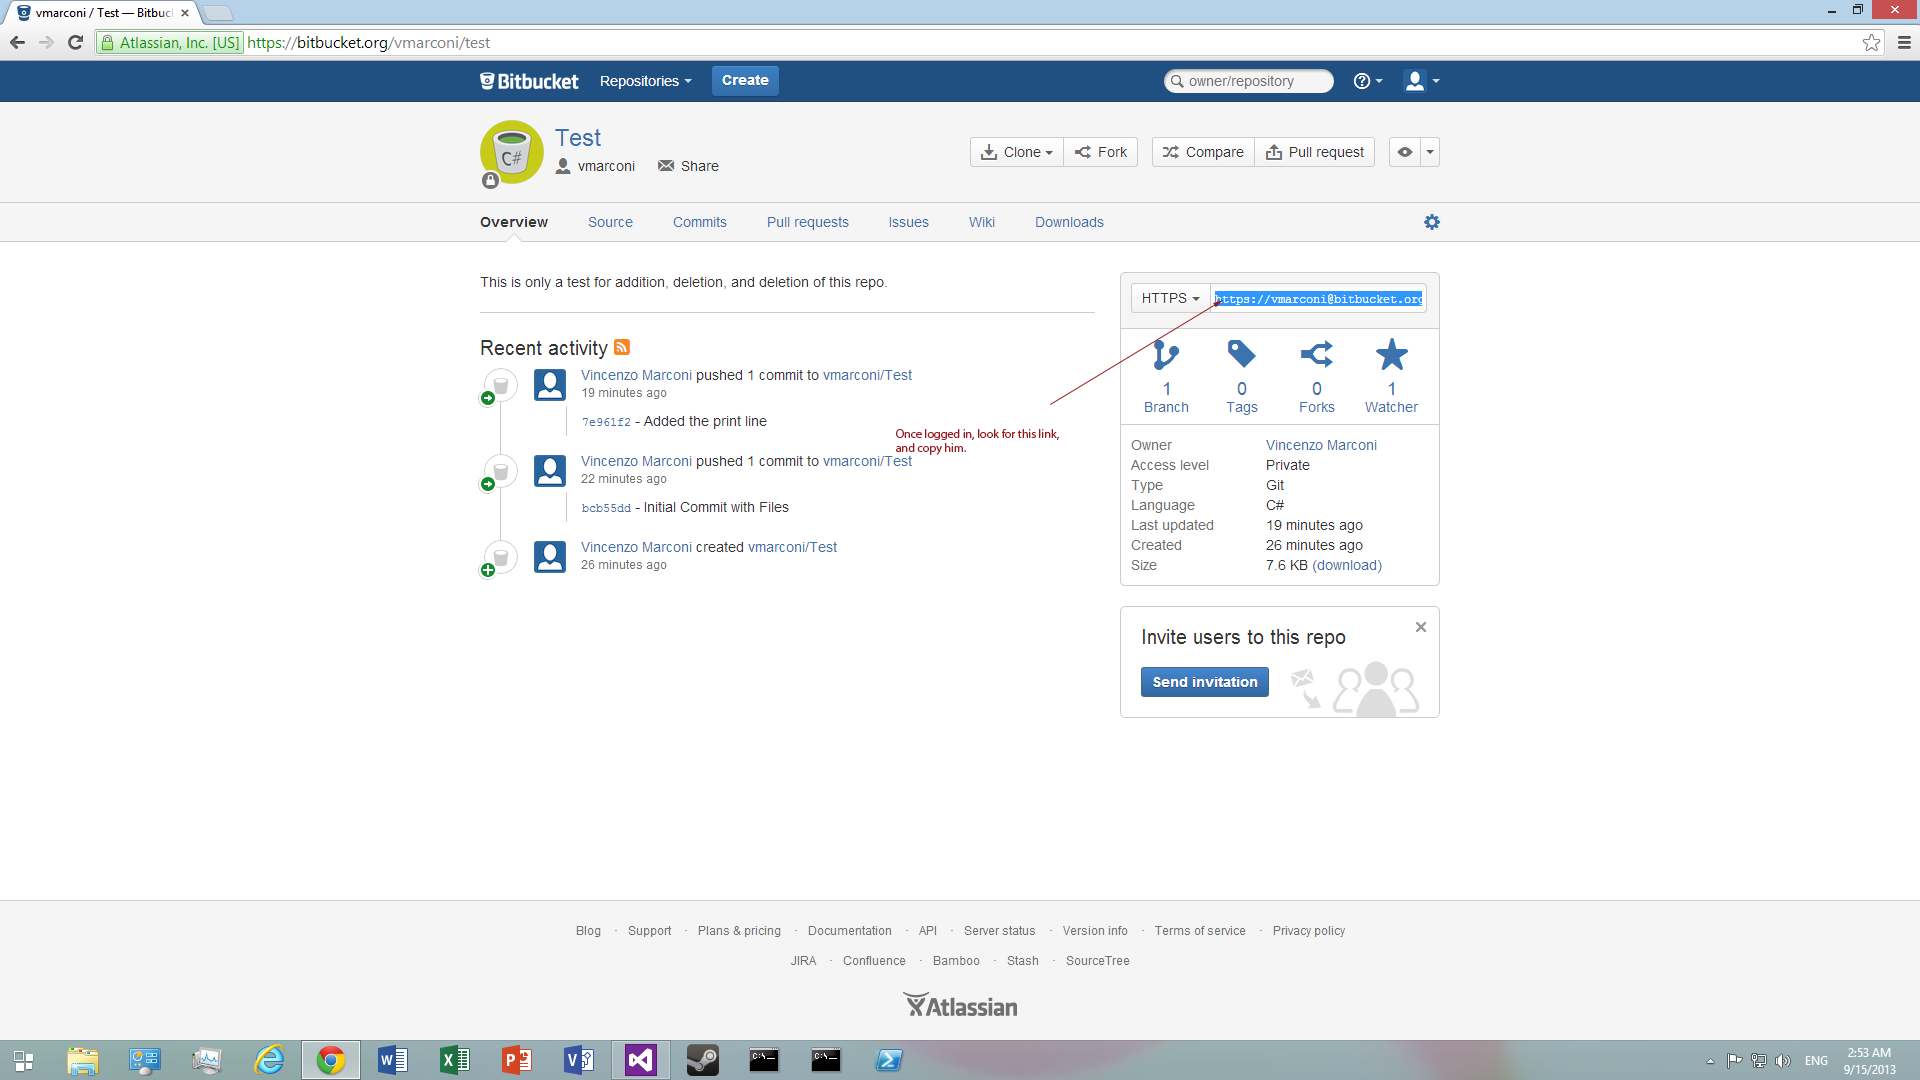 vmarconi / Test — Bitbuc
Atlassian, Inc. [US] https://bitbucket.org/vmarconi/test
Bitbucket Repositories Create owner/repository
C#
Test
vmarconi Share
Clone Fork Compare Pull request
Overview Source Commits Pull requests Issues Wiki Downloads
This is only a test for addition, deletion, and deletion of this repo.
Recent activity
Vincenzo Marconi pushed 1 commit to vmarconi/Test
19 minutes ago
7e961f2 - Added the print line
Vincenzo Marconi pushed 1 commit to vmarconi/Test
22 minutes ago
bcb55dd - Initial Commit with Files
Vincenzo Marconi created vmarconi/Test
26 minutes ago
Once logged in, look for this link,
and copy him.
HTTPS https://vmarconi@bitbucket.org
1 0 0 1
Branch Tags Forks Watcher
Owner Vincenzo Marconi
Access level Private
Type Git
Language C#
Last updated 19 minutes ago
Created 26 minutes ago
Size 7.6 KB (download)
Invite users to this repo
Send invitation
Blog · Support · Plans & pricing · Documentation · API · Server status · Version info · Terms of service · Privacy policy
JIRA · Confluence · Bamboo · Stash · SourceTree
Atlassian
C:\_ C:\_
ENG
2:53 AM
9/15/2013